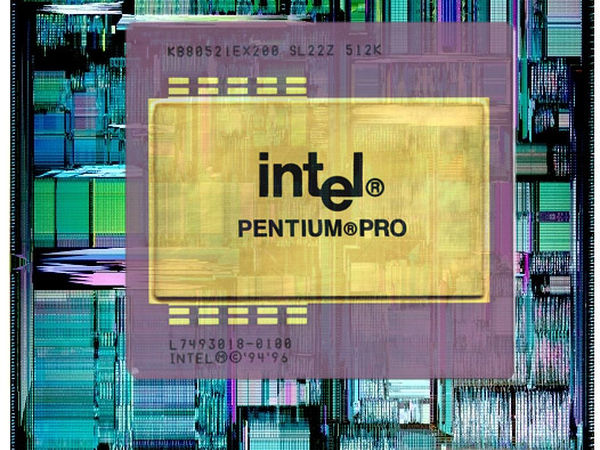 KB80521EX200 SL22Z 512K
intel®
PENTIUM®PRO
L7493018-0100
INTEL Ⓜ©'94'96